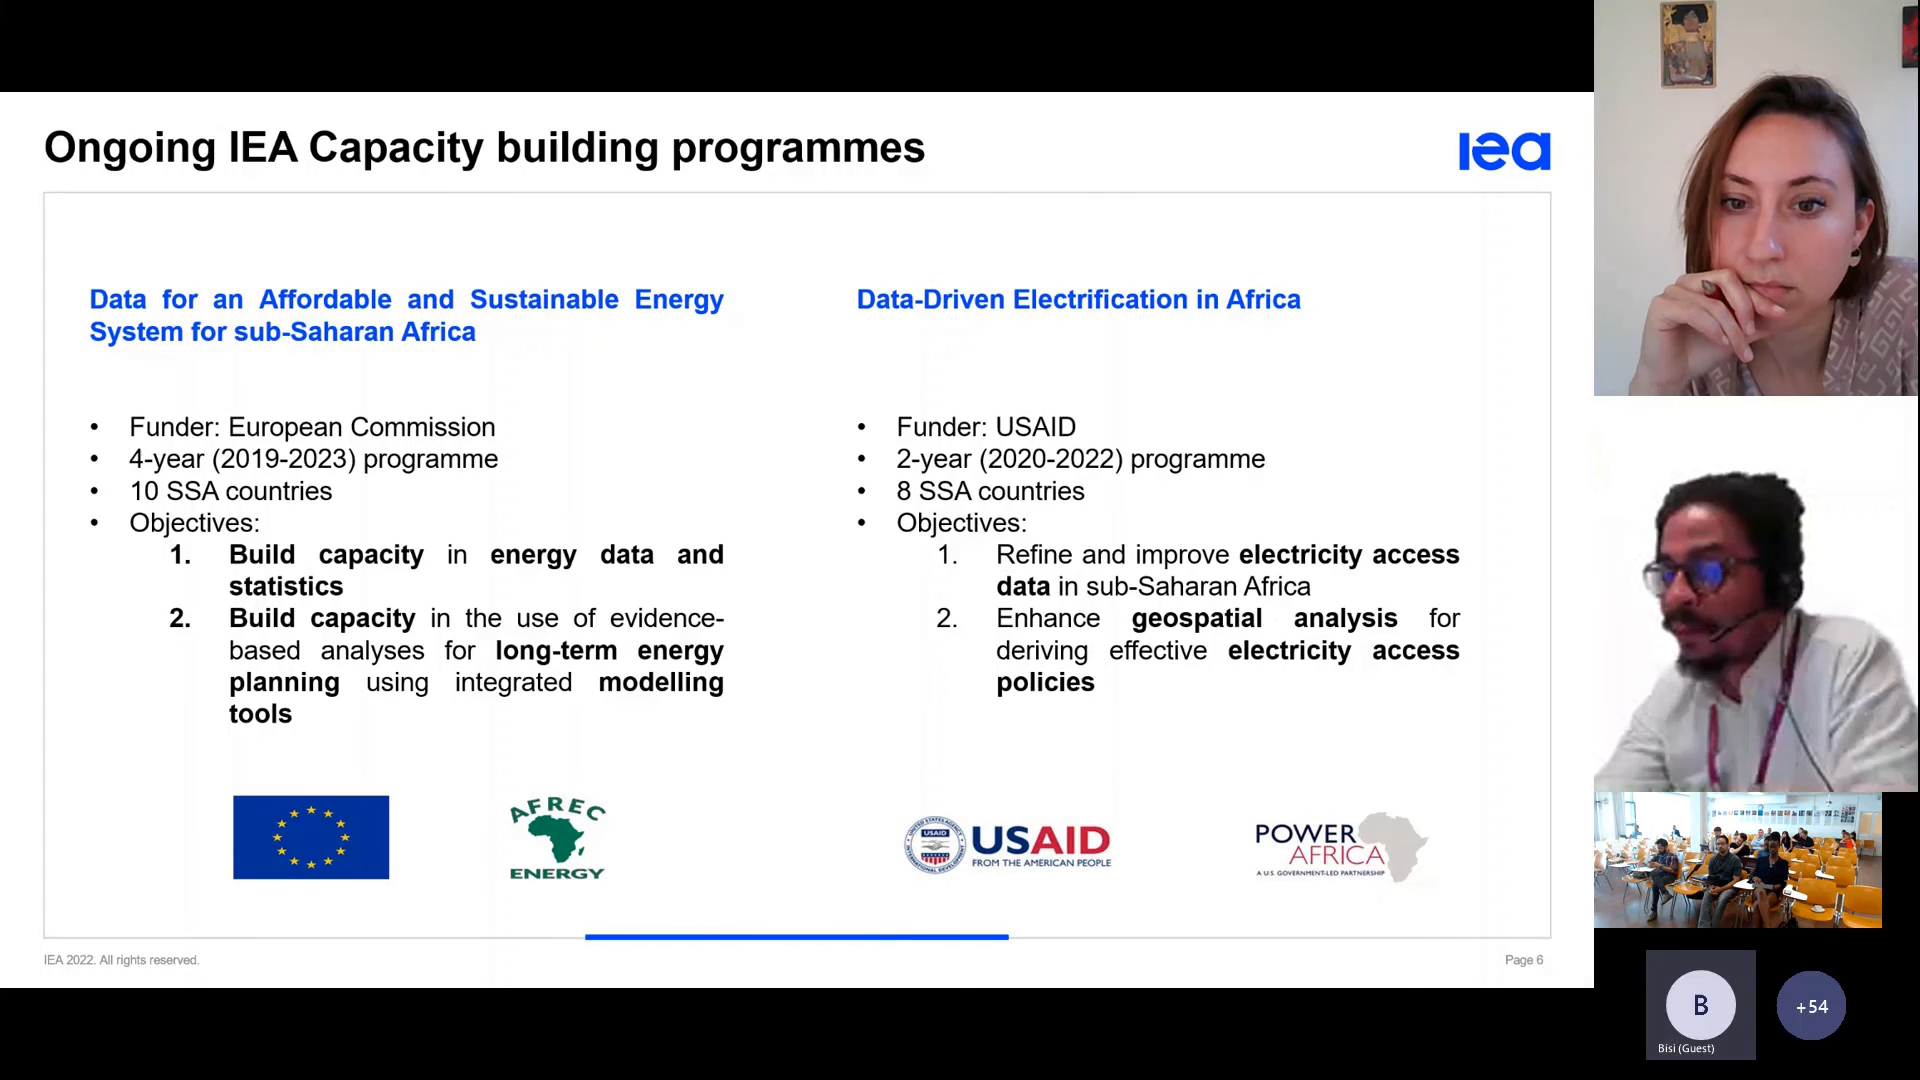 Ongoing IEA Capacity building programmes
iea
Data for an Affordable and Sustainable Energy
System for sub-Saharan Africa
• Funder: European Commission
• 4-year (2019-2023) programme
• 10 SSA countries
• Objectives:
1. Build capacity in energy data and
statistics
2. Build capacity in the use of evidence-
based analyses for long-term energy
planning using integrated modelling
tools
AFREC
ENERGY
Data-Driven Electrification in Africa
• Funder: USAID
• 2-year (2020-2022) programme
• 8 SSA countries
• Objectives:
1. Refine and improve electricity access
data in sub-Saharan Africa
2. Enhance geospatial analysis for
deriving effective electricity access
policies
UNITED STATES AGENCY
USAID
INTERNATIONAL DEVELOPMENT
USAID
FROM THE AMERICAN PEOPLE
POWER
AFRICA
A U.S. GOVERNMENT-LED PARTNERSHIP
IEA 2022. All rights reserved.
Page 6
B
Bisi (Guest)
+54